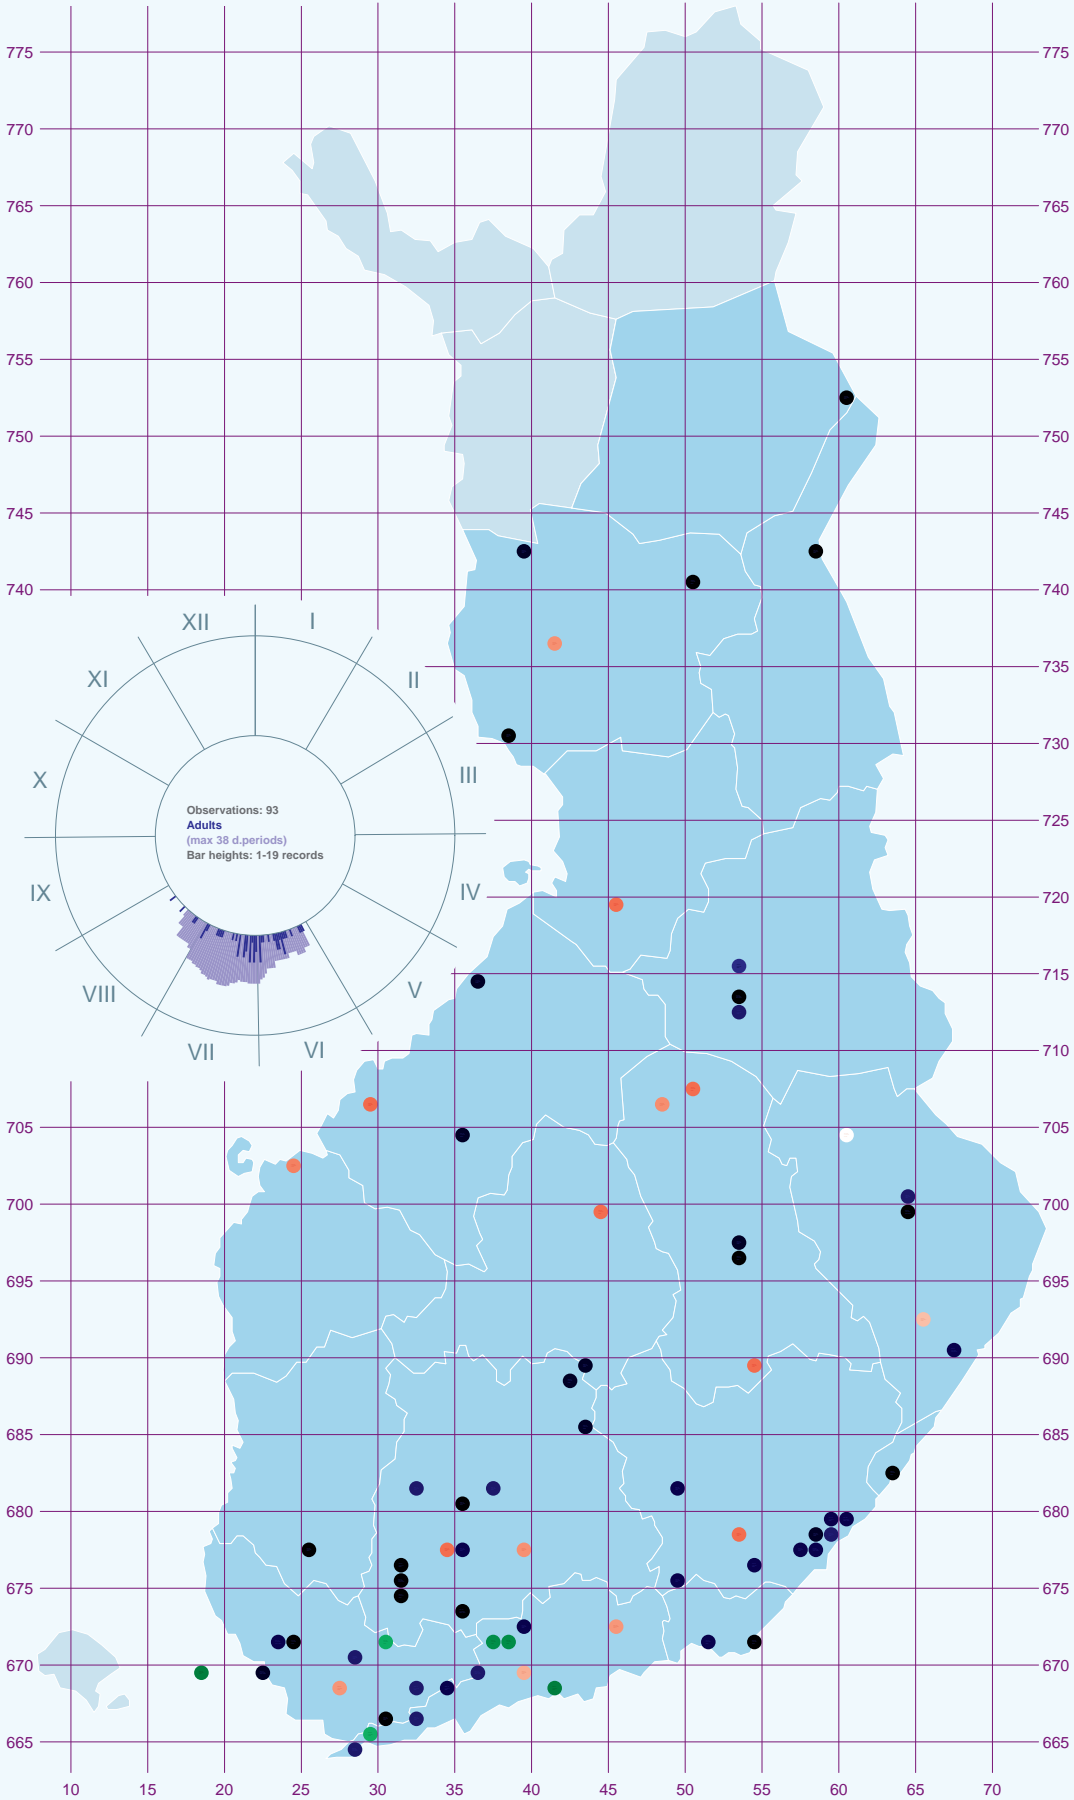 775 775
770 770
765 765
760 760
755 755
750 750
745 745
740 740
XII I
XI II
735 735
730 730
X III
725 725
Observations: 93
Adults
(max 38 d.periods)
Bar heights: 1-19 records
IX IV
720 720
715 715
VIII V
VII VI
710 710
705 705
700 700
695 695
690 690
685 685
680 680
675 675
670 670
665 665
10 15 20 25 30 35 40 45 50 55 60 65 70